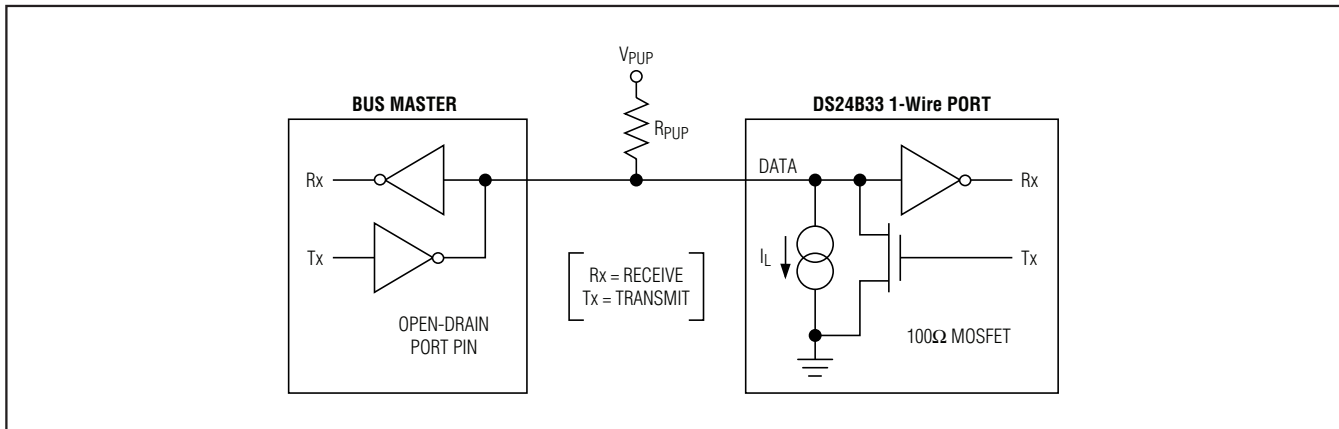 VPUP
BUS MASTER
DS24B33 1-Wire PORT
RPUP
Rx
DATA
Rx
Tx
IL
Tx
Rx = RECEIVE
Tx = TRANSMIT
OPEN-DRAIN
PORT PIN
100Ω MOSFET